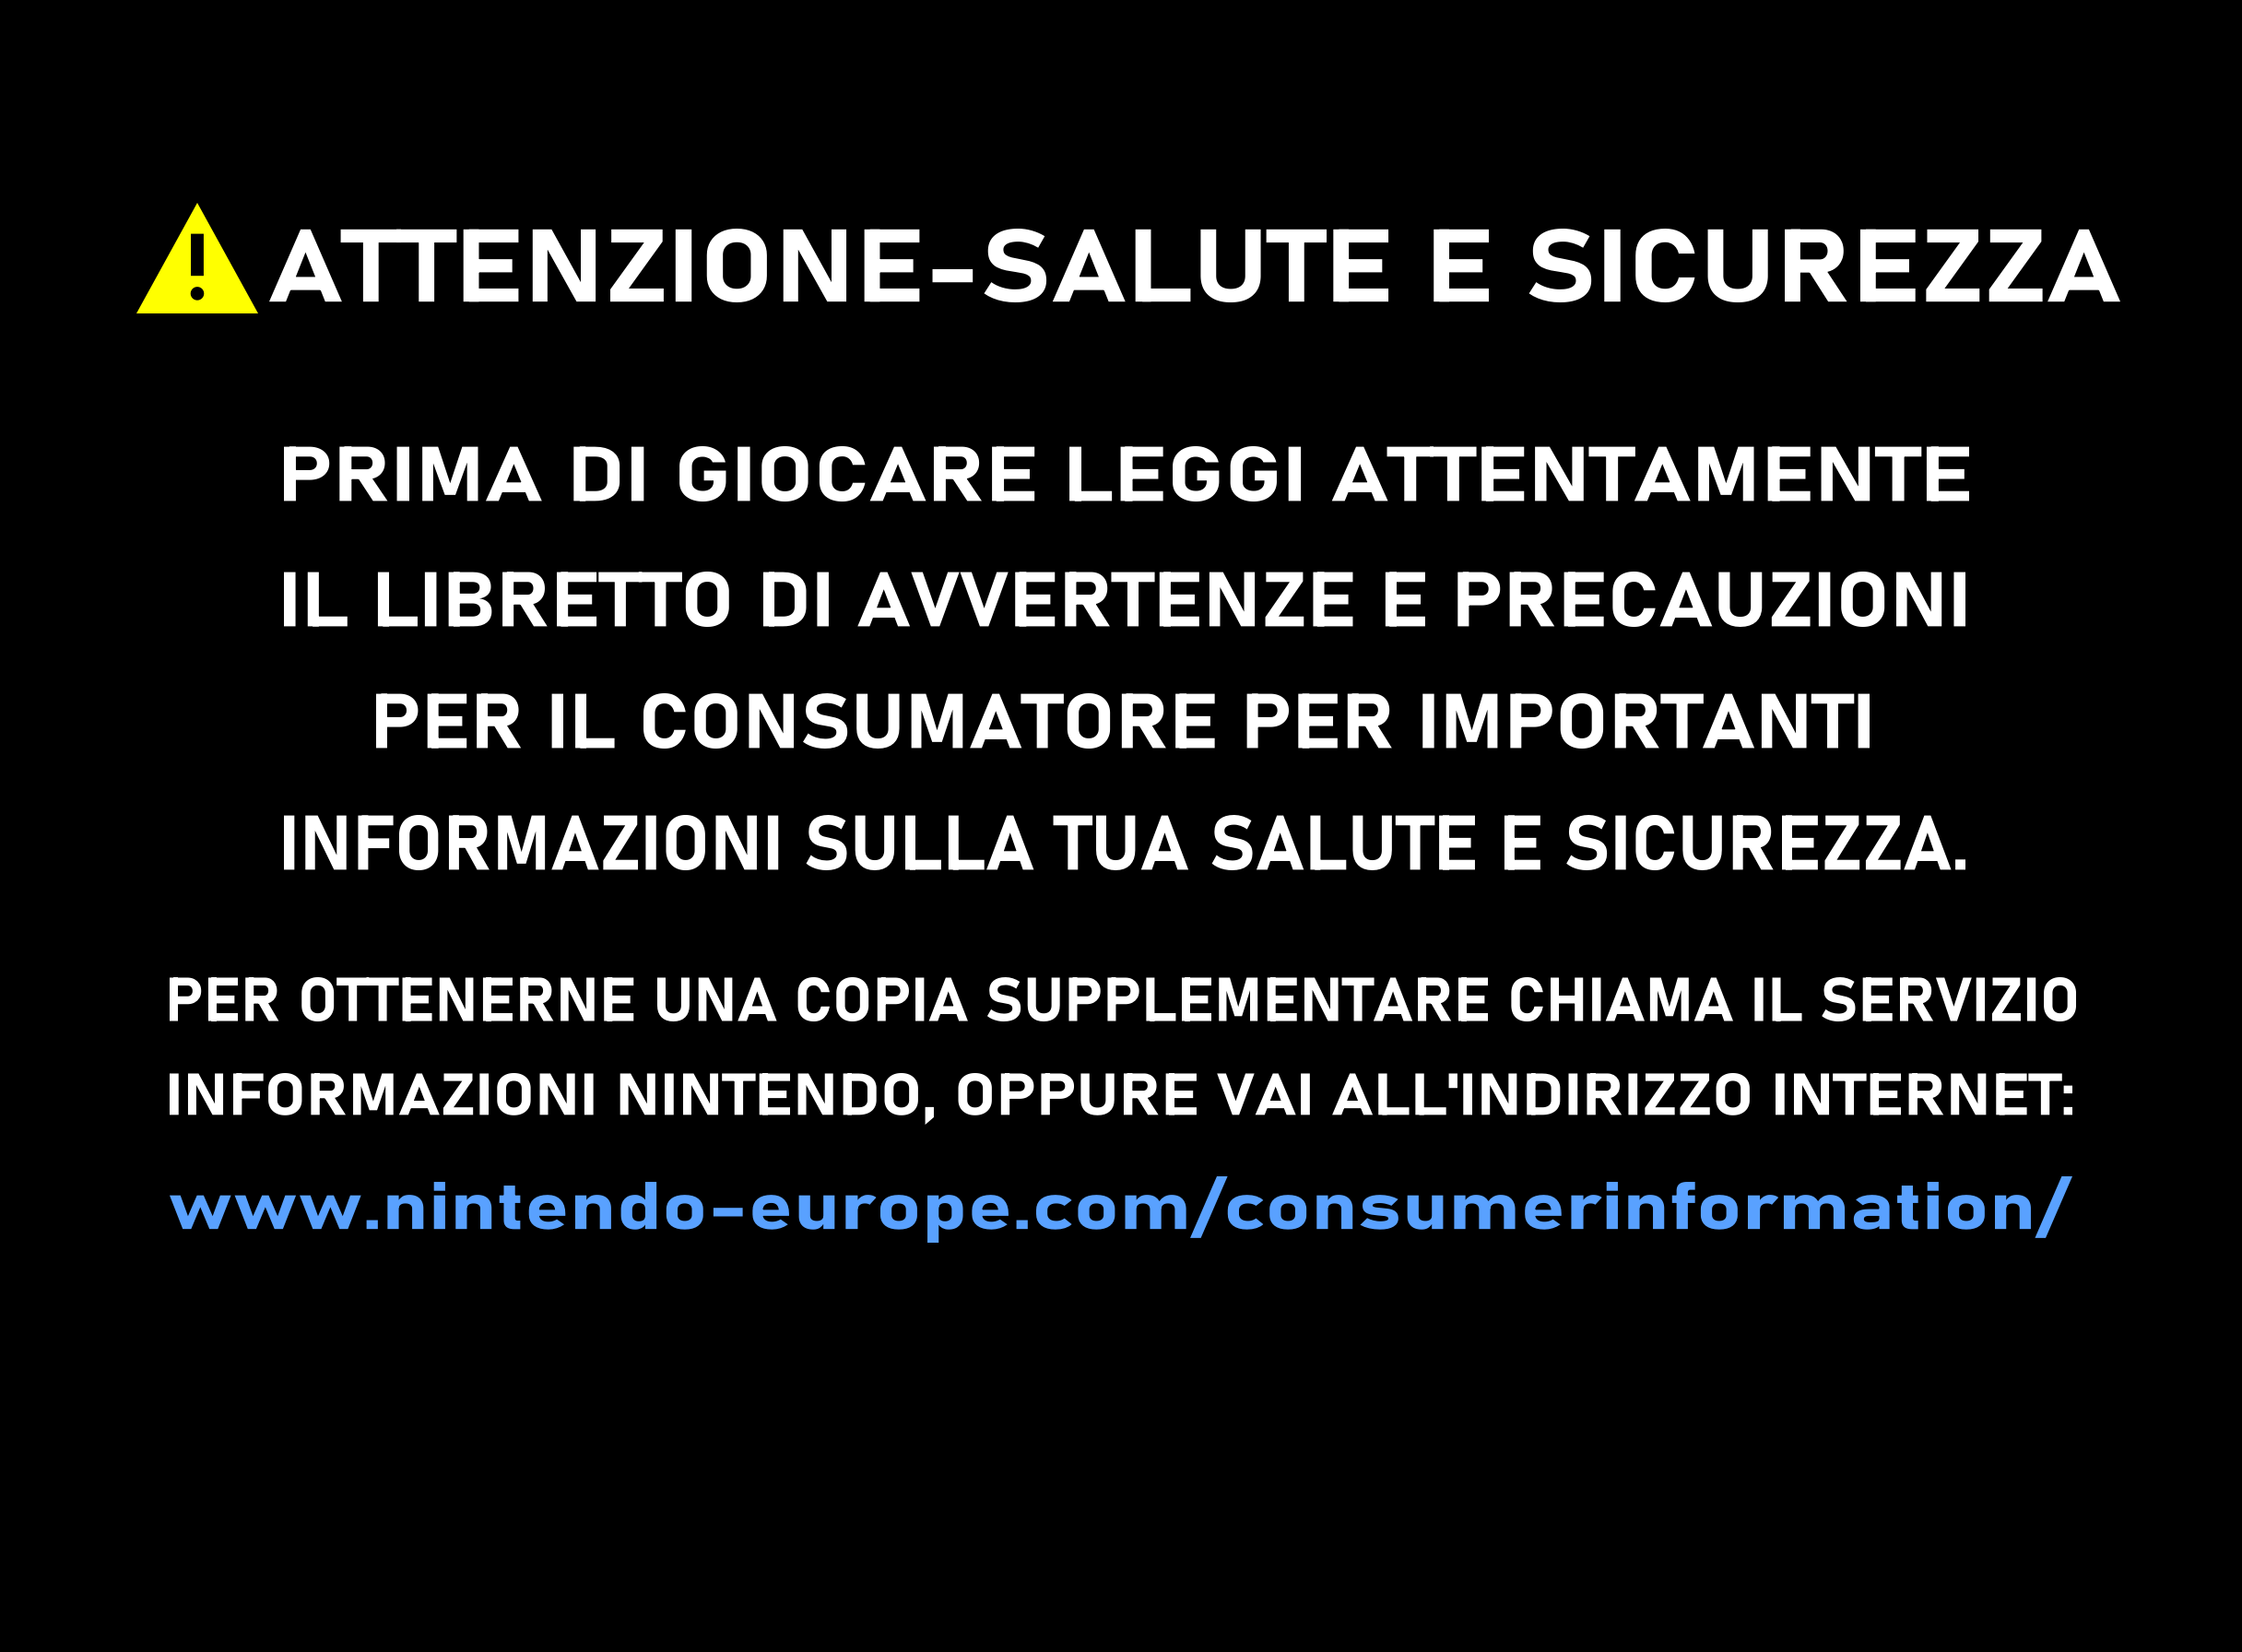 ATTENZIONE-SALUTE E SICUREZZA
PRIMA DI GIOCARE LEGGI ATTENTAMENTE
IL LIBRETTO DI AVVERTENZE E PRECAUZIONI
PER IL CONSUMATORE PER IMPORTANTI
INFORMAZIONI SULLA TUA SALUTE E SICUREZZA.
PER OTTENERNE UNA COPIA SUPPLEMENTARE CHIAMA IL SERVIZIO
INFORMAZIONI NINTENDO, OPPURE VAI ALL'INDIRIZZO INTERNET:
www.nintendo-europe.com/consumerinformation/